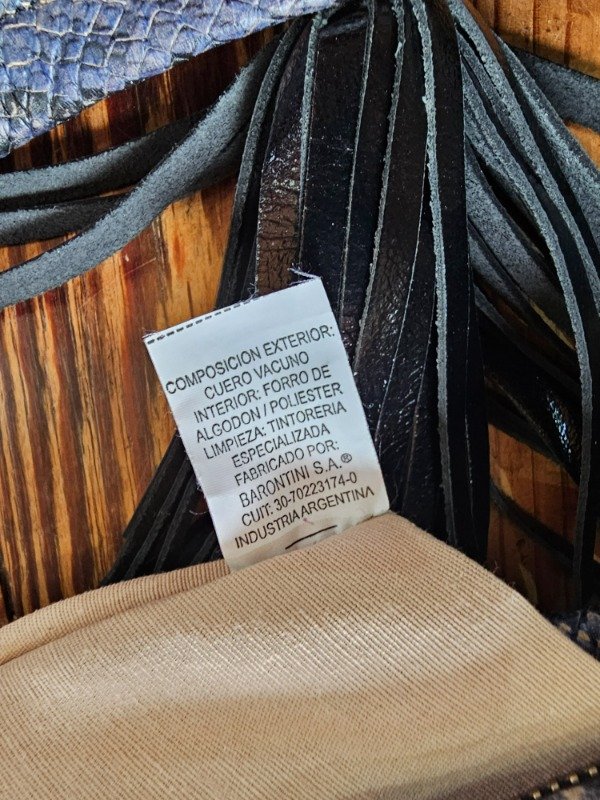 COMPOSICION EXTERIOR:
CUERO VACUNO
INTERIOR: FORRO DE
ALGODON / POLIESTER
LIMPIEZA: TINTORERIA
ESPECIALIZADA
FABRICADO POR:
BARONTINI S.A.®
CUIT: 30-70223174-0
INDUSTRIA ARGENTINA